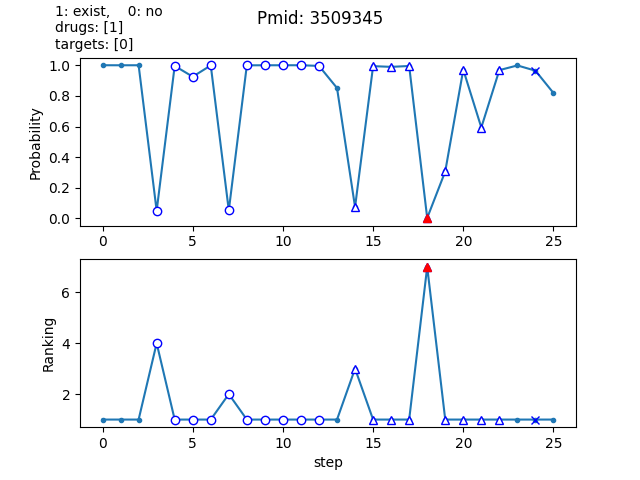 1: exist,    0: no
drugs: [1]
targets: [0]
Pmid: 3509345
Probability
1.0
0.8
0.6
0.4
0.2
0.0
0 5 10 15 20 25
Ranking
6
4
2
0 5 10 15 20 25
step